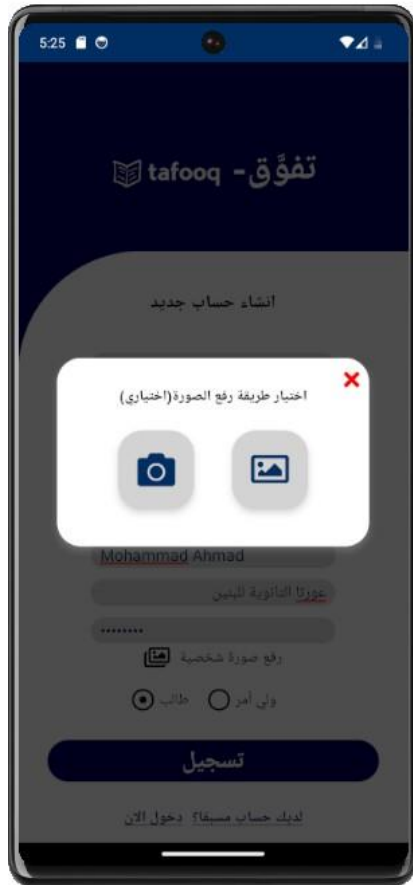 5:25
تفوَّق- tafooq
انشاء حساب جديد
اختيار طريقة رفع الصورة(اختياري)
Mohammad Ahmad
عورتا الثانوية للبنين
••••••••
رفع صورة شخصية
ولي أمر طالب
تسجيل
لديك حساب مسبقا؟ دخول الان